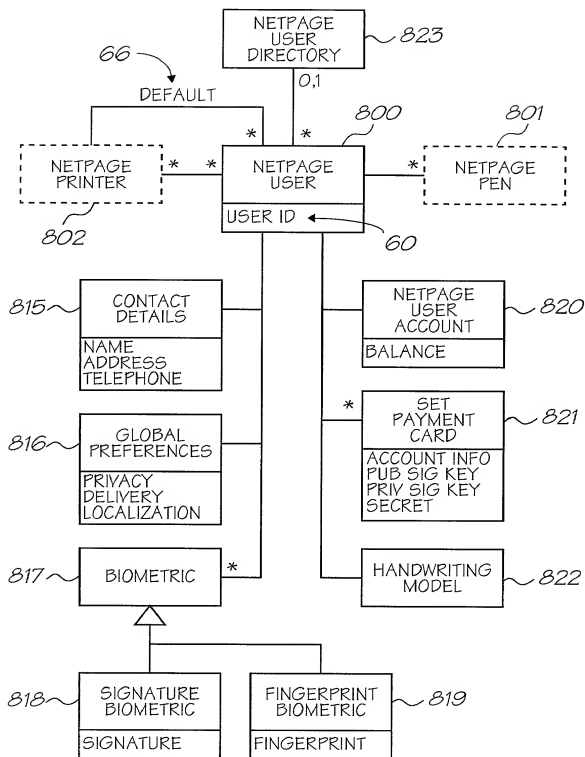 NETPAGE
USER
DIRECTORY
823
0,1
66
DEFAULT
*
*
800
801
NETPAGE
PRINTER
*
*
NETPAGE
USER
*
NETPAGE
PEN
802
USER ID
60
815
CONTACT
DETAILS
NAME
ADDRESS
TELEPHONE
NETPAGE
USER
ACCOUNT
820
BALANCE
816
GLOBAL
PREFERENCES
PRIVACY
DELIVERY
LOCALIZATION
*
SET
PAYMENT
CARD
821
ACCOUNT INFO
PUB SIG KEY
PRIV SIG KEY
SECRET
817
BIOMETRIC
*
HANDWRITING
MODEL
822
818
SIGNATURE
BIOMETRIC
SIGNATURE
FINGERPRINT
BIOMETRIC
819
FINGERPRINT